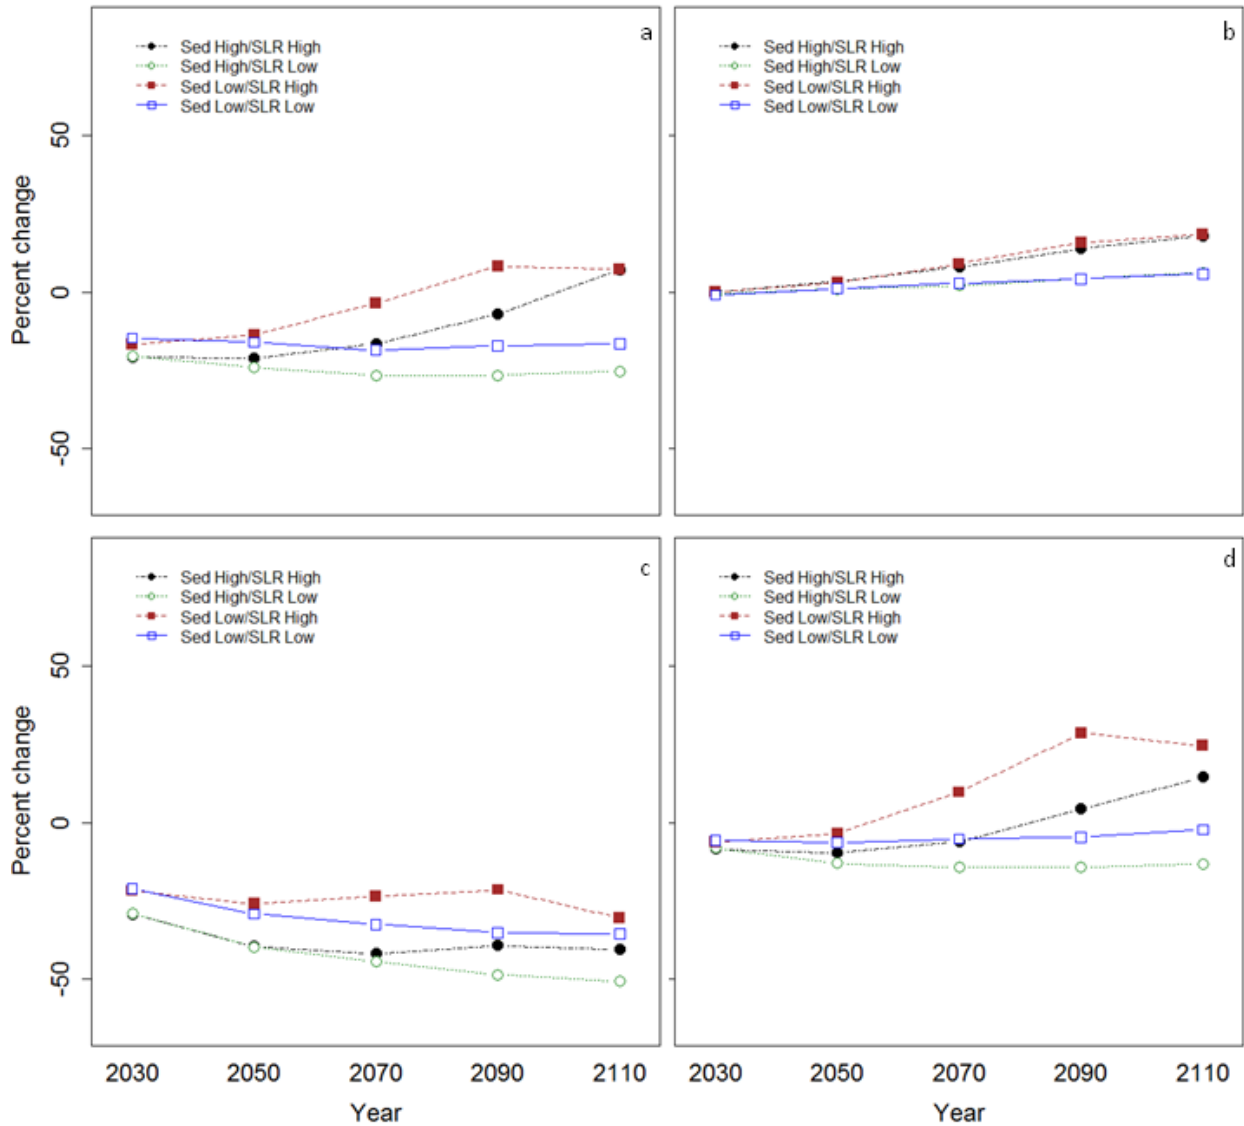 a
Sed High/SLR High
Sed High/SLR Low
Sed Low/SLR High
Sed Low/SLR Low
b
Sed High/SLR High
Sed High/SLR Low
Sed Low/SLR High
Sed Low/SLR Low
Percent change
50
0
-50
c
Sed High/SLR High
Sed High/SLR Low
Sed Low/SLR High
Sed Low/SLR Low
d
Sed High/SLR High
Sed High/SLR Low
Sed Low/SLR High
Sed Low/SLR Low
Percent change
50
0
-50
2030 2050 2070 2090 2110
2030 2050 2070 2090 2110
Year
Year